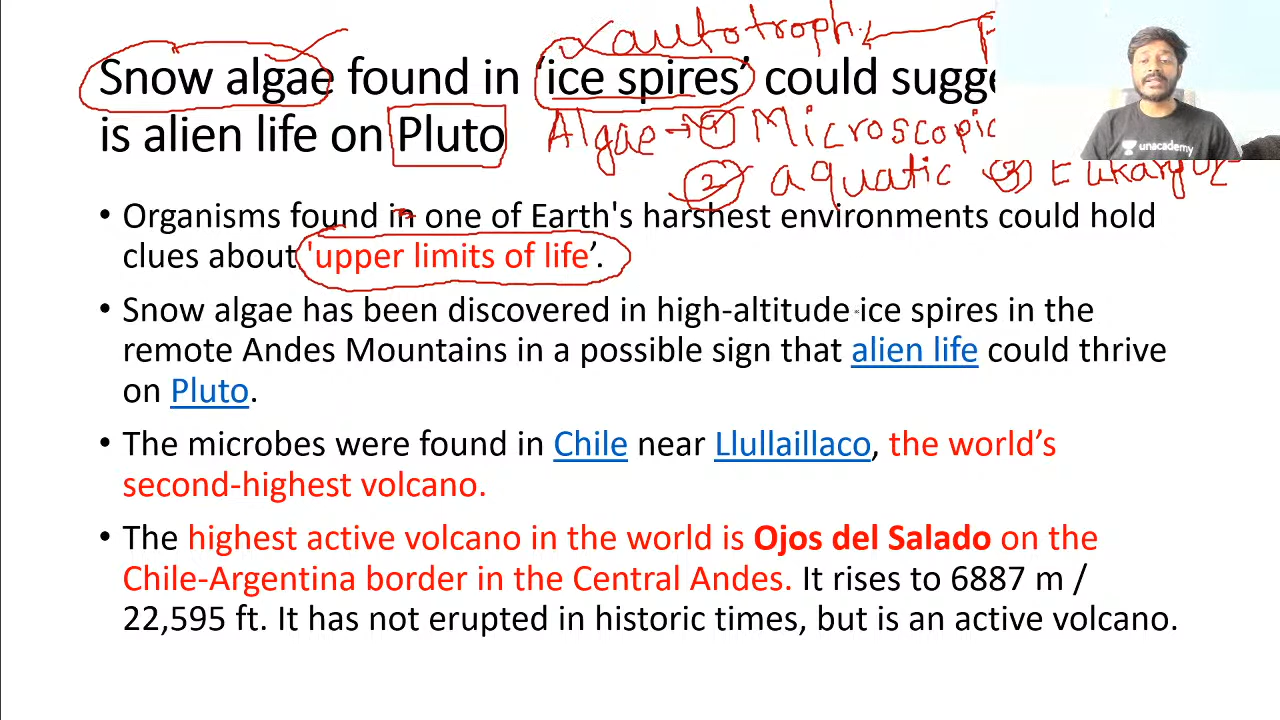 autotroph
Snow algae found in ‘ice spires’ could
is alien life on Pluto
Algae → ① Microscopic
② aquatic ③
unacademy
• Organisms found in one of Earth's harshest environments could hold
clues about 'upper limits of life’.
• Snow algae has been discovered in high-altitude ice spires in the
remote Andes Mountains in a possible sign that alien life could thrive
on Pluto.
• The microbes were found in Chile near Llullaillaco, the world’s
second-highest volcano.
• The highest active volcano in the world is Ojos del Salado on the
Chile-Argentina border in the Central Andes. It rises to 6887 m /
22,595 ft. It has not erupted in historic times, but is an active volcano.